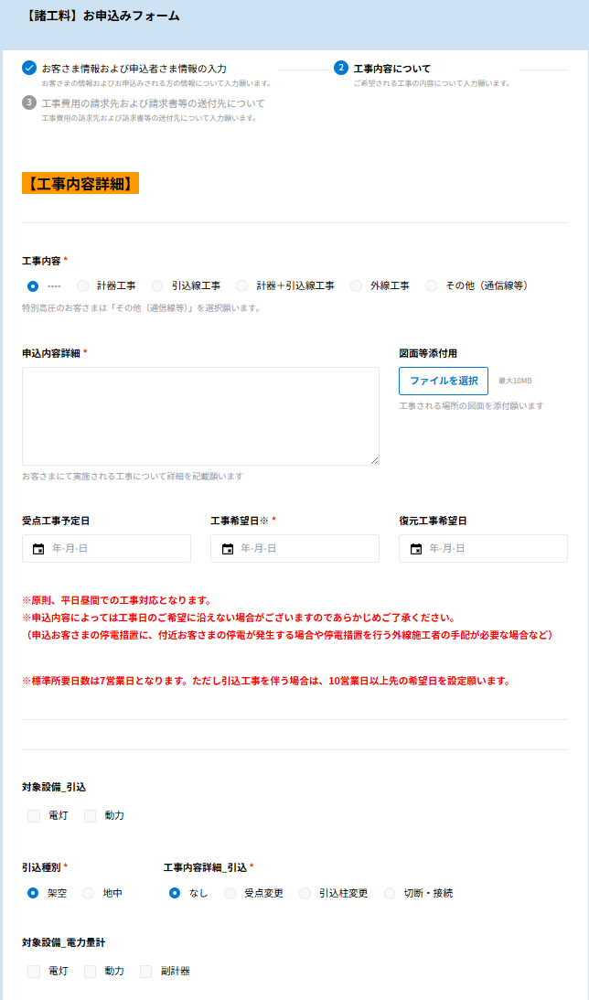 【諸工料】お申込みフォーム
お客さま情報および申込者さま情報の入力
お客さまの情報およびお申込みされる方の情報について入力願います。
2 工事内容について
ご希望される工事の内容について入力願います。
3 工事費用の請求先および請求書等の送付先について
工事費用の請求先および請求書等の送付先について入力願います。
【工事内容詳細】
工事内容 *
---- 計器工事 引込線工事 計器＋引込線工事 外線工事 その他（通信線等）
特別高圧のお客さまは「その他（通信線等）」を選択願います。
申込内容詳細 *
お客さまにて実施される工事について詳細を記載願います
図面等添付用
ファイルを選択 最大10MB
工事される場所の図面を添付願います
受点工事予定日 工事希望日※ * 復元工事希望日
年-月-日 年-月-日 年-月-日
※原則、平日昼間での工事対応となります。
※申込内容によっては工事日のご希望に沿えない場合がございますのであらかじめご了承ください。
（申込お客さまの停電措置に、付近お客さまの停電が発生する場合や停電措置を行う外線施工者の手配が必要な場合など）
※標準所要日数は7営業日となります。ただし引込工事を伴う場合は、10営業日以上先の希望日を設定願います。
対象設備_引込
電灯 動力
引込種別 * 工事内容詳細_引込 *
架空 地中 なし 受点変更 引込柱変更 切断・接続
対象設備_電力量計
電灯 動力 副計器